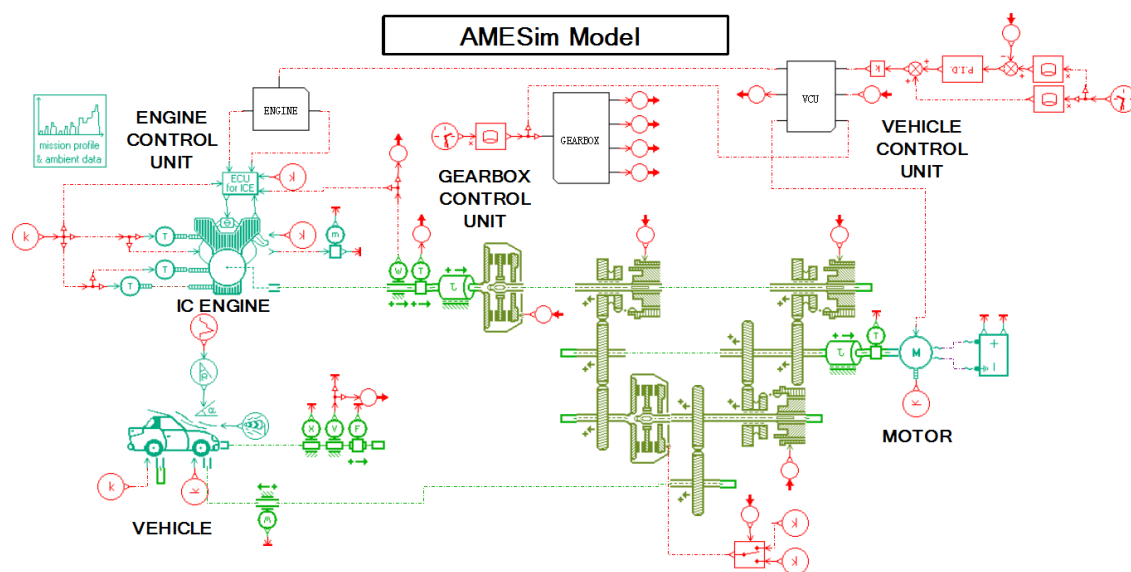 AMESim Model
mission profile
& ambient data
ENGINE
CONTROL
UNIT
ENGINE
GEARBOX
CONTROL
UNIT
GEARBOX
VCU
k
P.I.D.
VEHICLE
CONTROL
UNIT
ECU
for ICE
k
k
k
T
T
T
m
W
T
τ
IC ENGINE
α
X
V
F
k
k
VEHICLE
τ
T
M
+
k
MOTOR
k
k